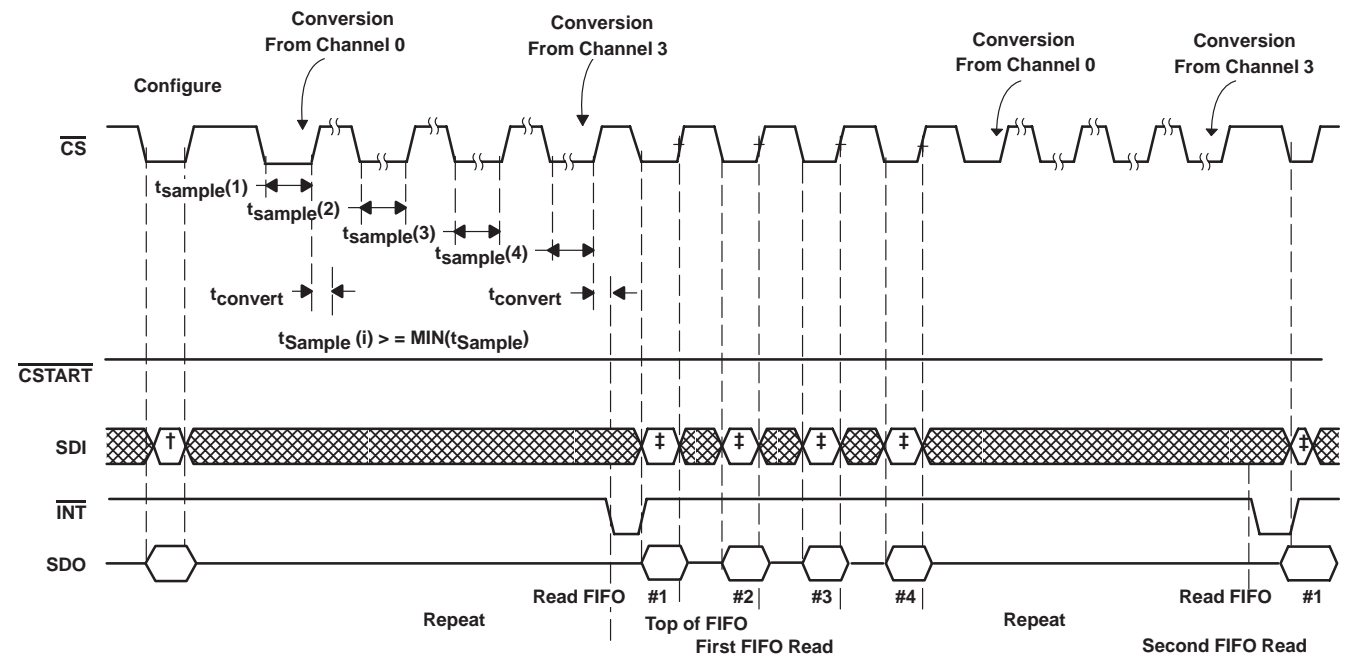 Conversion
From Channel 0
Conversion
From Channel 3
Conversion
From Channel 0
Conversion
From Channel 3
Configure
CS
tsample(1)
tsample(2)
tsample(3)
tsample(4)
tconvert
tconvert
tSample (i) > = MIN(tSample)
CSTART
SDI
†
‡
‡
‡
‡
‡
INT
SDO
Read FIFO
#1
#2
#3
#4
Read FIFO
#1
Repeat
Top of FIFO
Repeat
First FIFO Read
Second FIFO Read